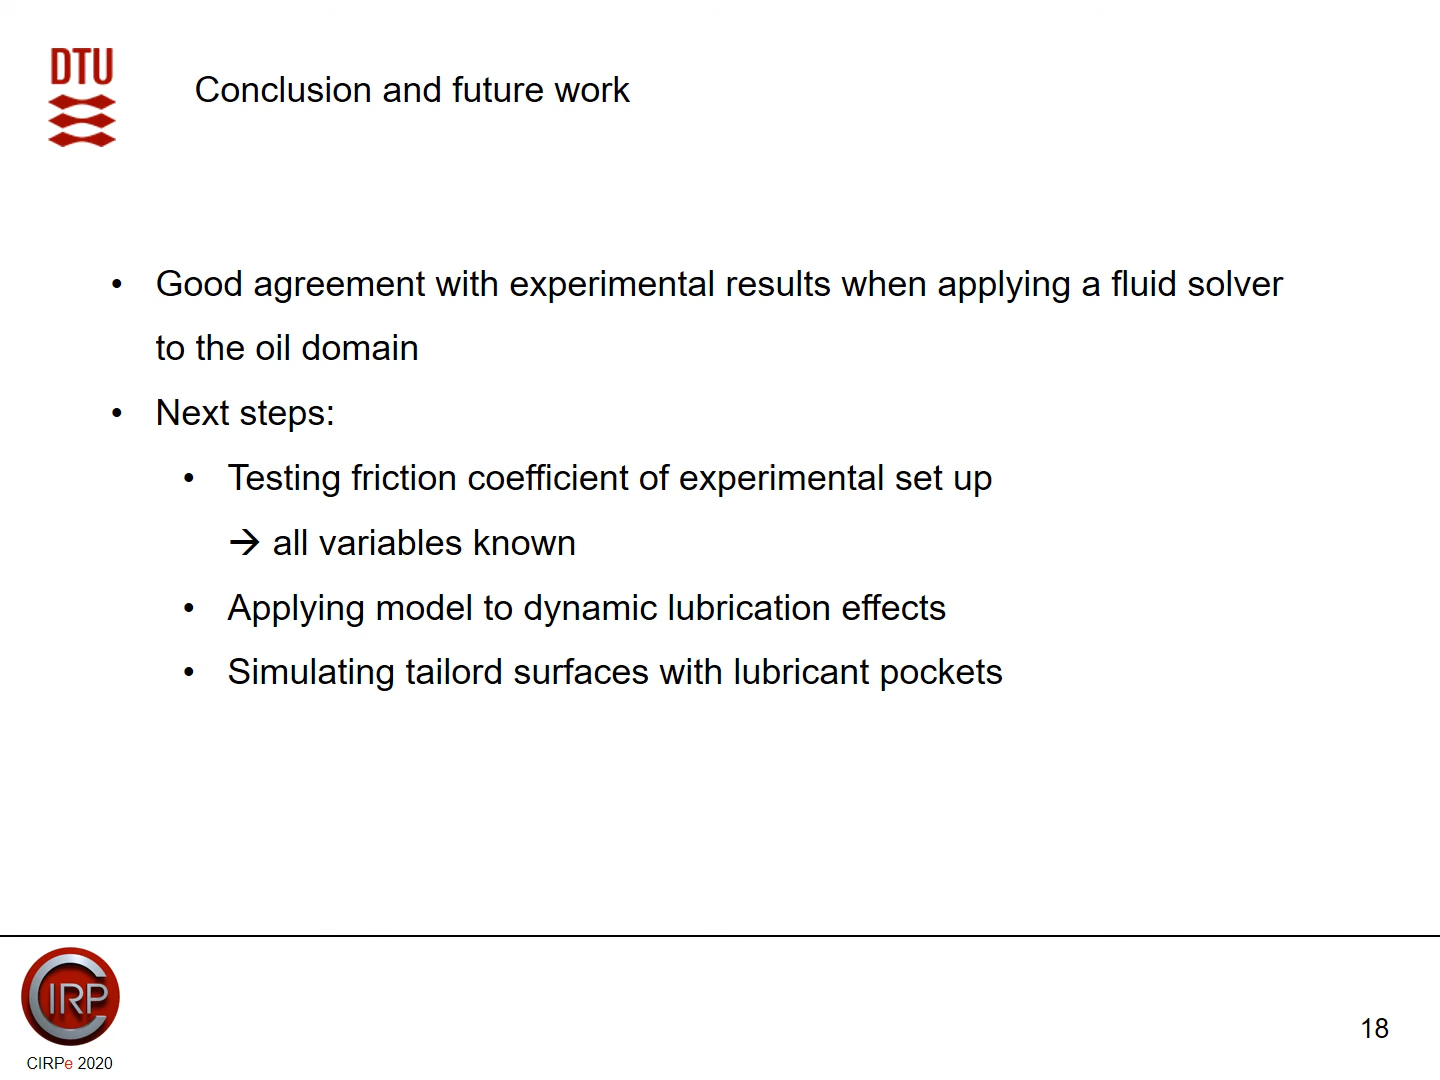 DTU
Conclusion and future work
• Good agreement with experimental results when applying a fluid solver
to the oil domain
• Next steps:
• Testing friction coefficient of experimental set up
→ all variables known
• Applying model to dynamic lubrication effects
• Simulating tailord surfaces with lubricant pockets
CIRP
CIRPe 2020
18